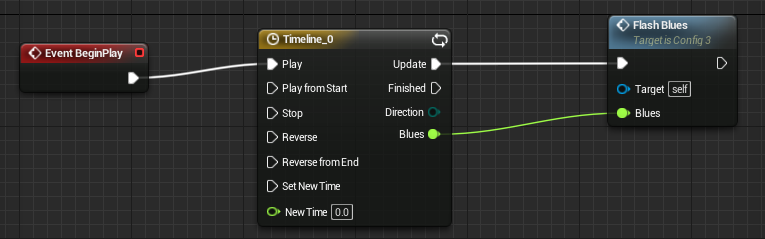 Event BeginPlay
Timeline_0
Play
Update
Play from Start
Finished
Stop
Direction
Reverse
Blues
Reverse from End
Set New Time
New Time 0.0
Flash Blues
Target is Config 3
Target self
Blues